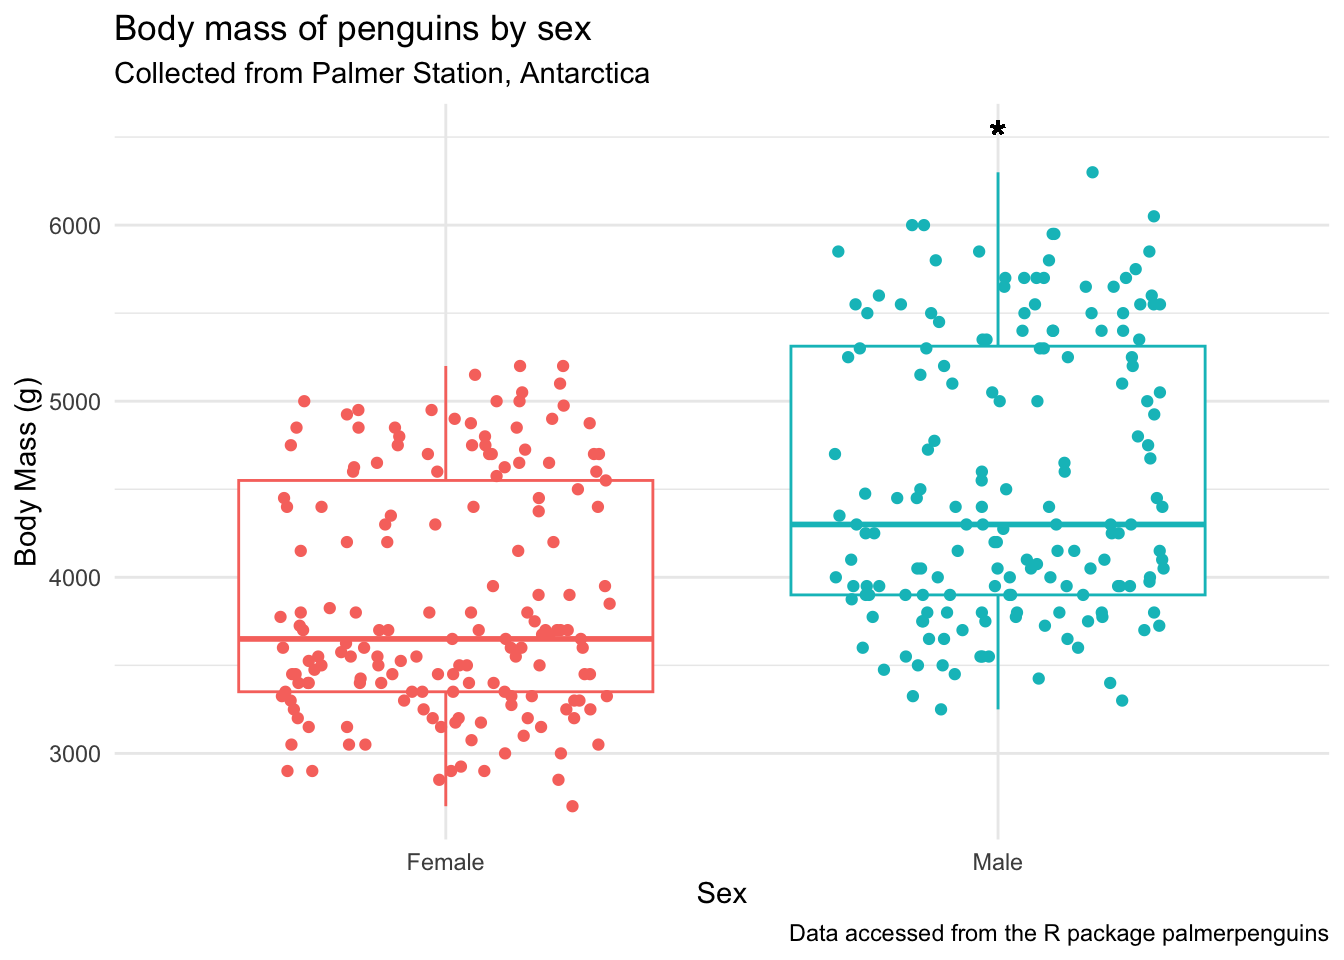 Body mass of penguins by sex
Collected from Palmer Station, Antarctica
*
6000
5000
4000
3000
Body Mass (g)
Female
Male
Sex
Data accessed from the R package palmerpenguins